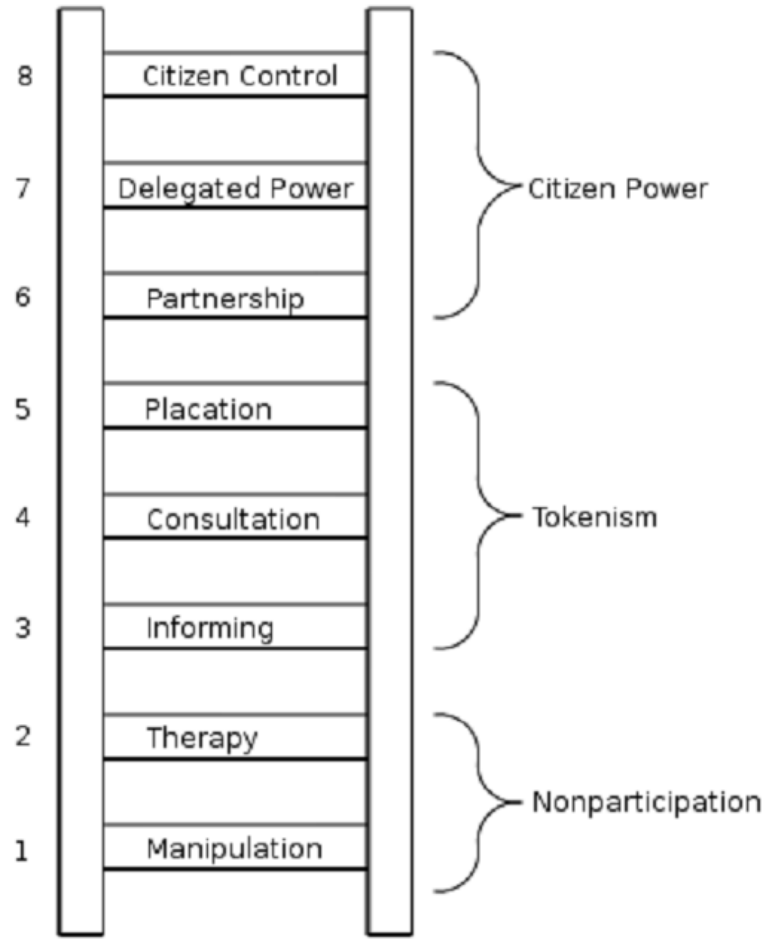 8 Citizen Control
7 Delegated Power Citizen Power
6 Partnership
5 Placation
4 Consultation Tokenism
3 Informing
2 Therapy
Nonparticipation
1 Manipulation